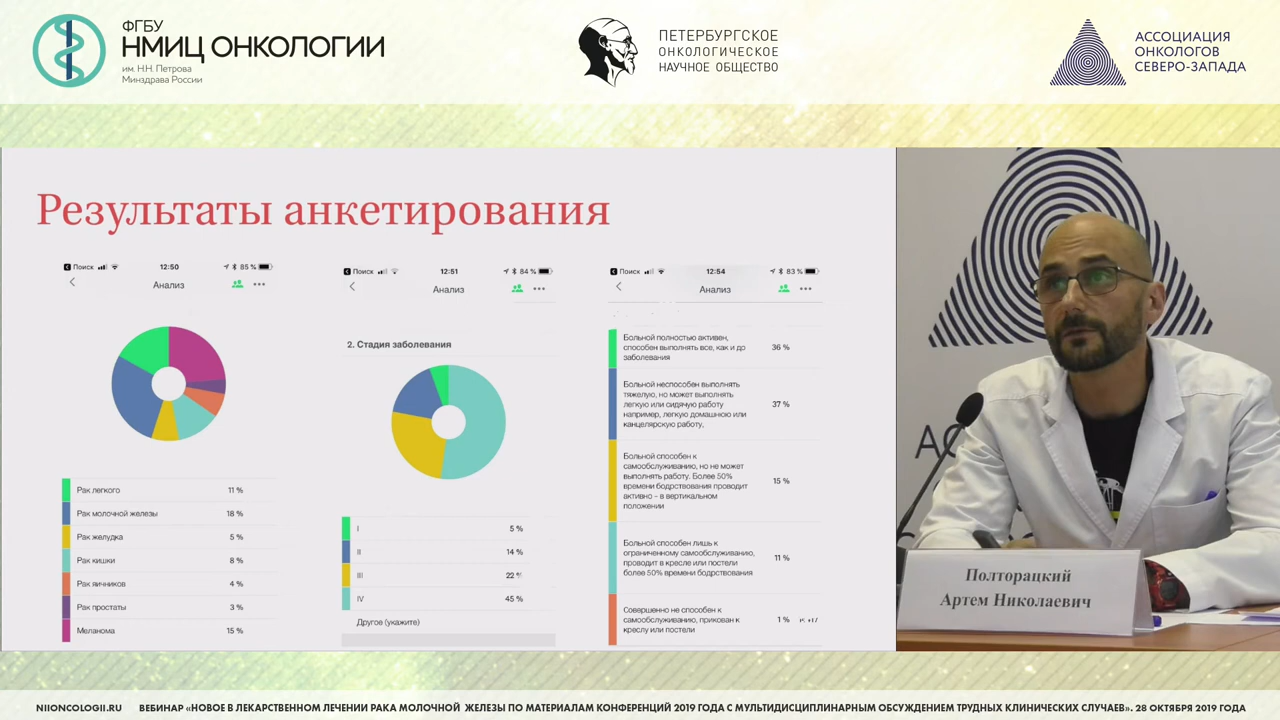 ФГБУ
НМИЦ ОНКОЛОГИИ
им. Н.Н. Петрова
Минздрава России
ПЕТЕРБУРГСКОЕ
ОНКОЛОГИЧЕСКОЕ
НАУЧНОЕ ОБЩЕСТВО
АССОЦИАЦИЯ
ОНКОЛОГОВ
СЕВЕРО-ЗАПАДА
Результаты анкетирования
Поиск 12:50 85 %
Анализ
Рак легкого 11 %
Рак молочной железы 18 %
Рак желудка 5 %
Рак кишки 8 %
Рак яичников 4 %
Рак простаты 3 %
Меланома 15 %
Поиск 12:51 84 %
Анализ
2. Стадия заболевания
I 5 %
II 14 %
III 22 %
IV 45 %
Другое (укажите)
Поиск 12:54 83 %
Анализ
Больной полностью активен,
способен выполнять все, как и до 36 %
заболевания
Больной неспособен выполнять
тяжелую, но может выполнять
легкую или сидячую работу 37 %
например, легкую домашнюю или
канцелярскую работу,
Больной способен к
самообслуживанию, но не может
выполнять работу. Более 50% 15 %
времени бодрствования проводит
активно - в вертикальном
положении
Больной способен лишь к
ограниченному самообслуживанию, 11 %
проводит в кресле или постели
более 50% времени бодрствования
Совершенно не способен к
самообслуживанию, прикован к 1 %
креслу или постели
АС
Полторацкий
Артем Николаевич
NIIONCOLOGII.RU ВЕБИНАР «НОВОЕ В ЛЕКАРСТВЕННОМ ЛЕЧЕНИИ РАКА МОЛОЧНОЙ ЖЕЛЕЗЫ ПО МАТЕРИАЛАМ КОНФЕРЕНЦИЙ 2019 ГОДА С МУЛЬТИДИСЦИПЛИНАРНЫМ ОБСУЖДЕНИЕМ ТРУДНЫХ КЛИНИЧЕСКИХ СЛУЧАЕВ». 28 ОКТЯБРЯ 2019 ГОДА